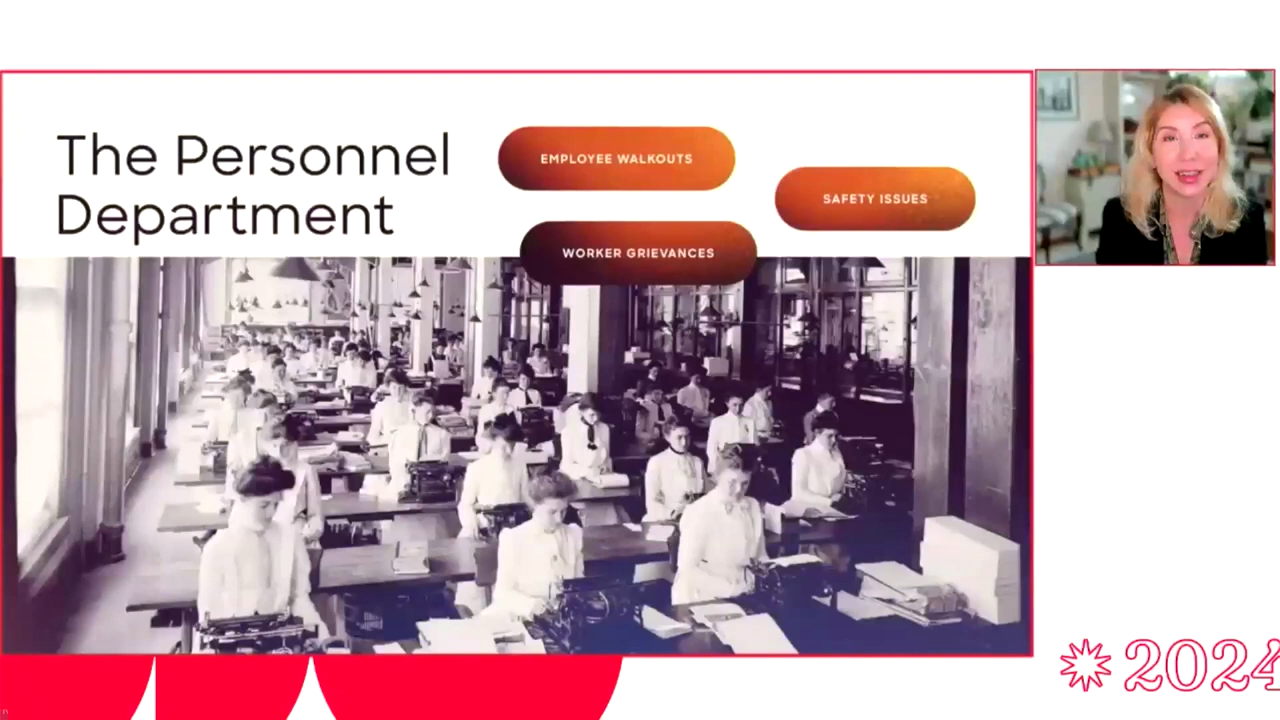 The Personnel
Department
EMPLOYEE WALKOUTS
SAFETY ISSUES
WORKER GRIEVANCES
2024